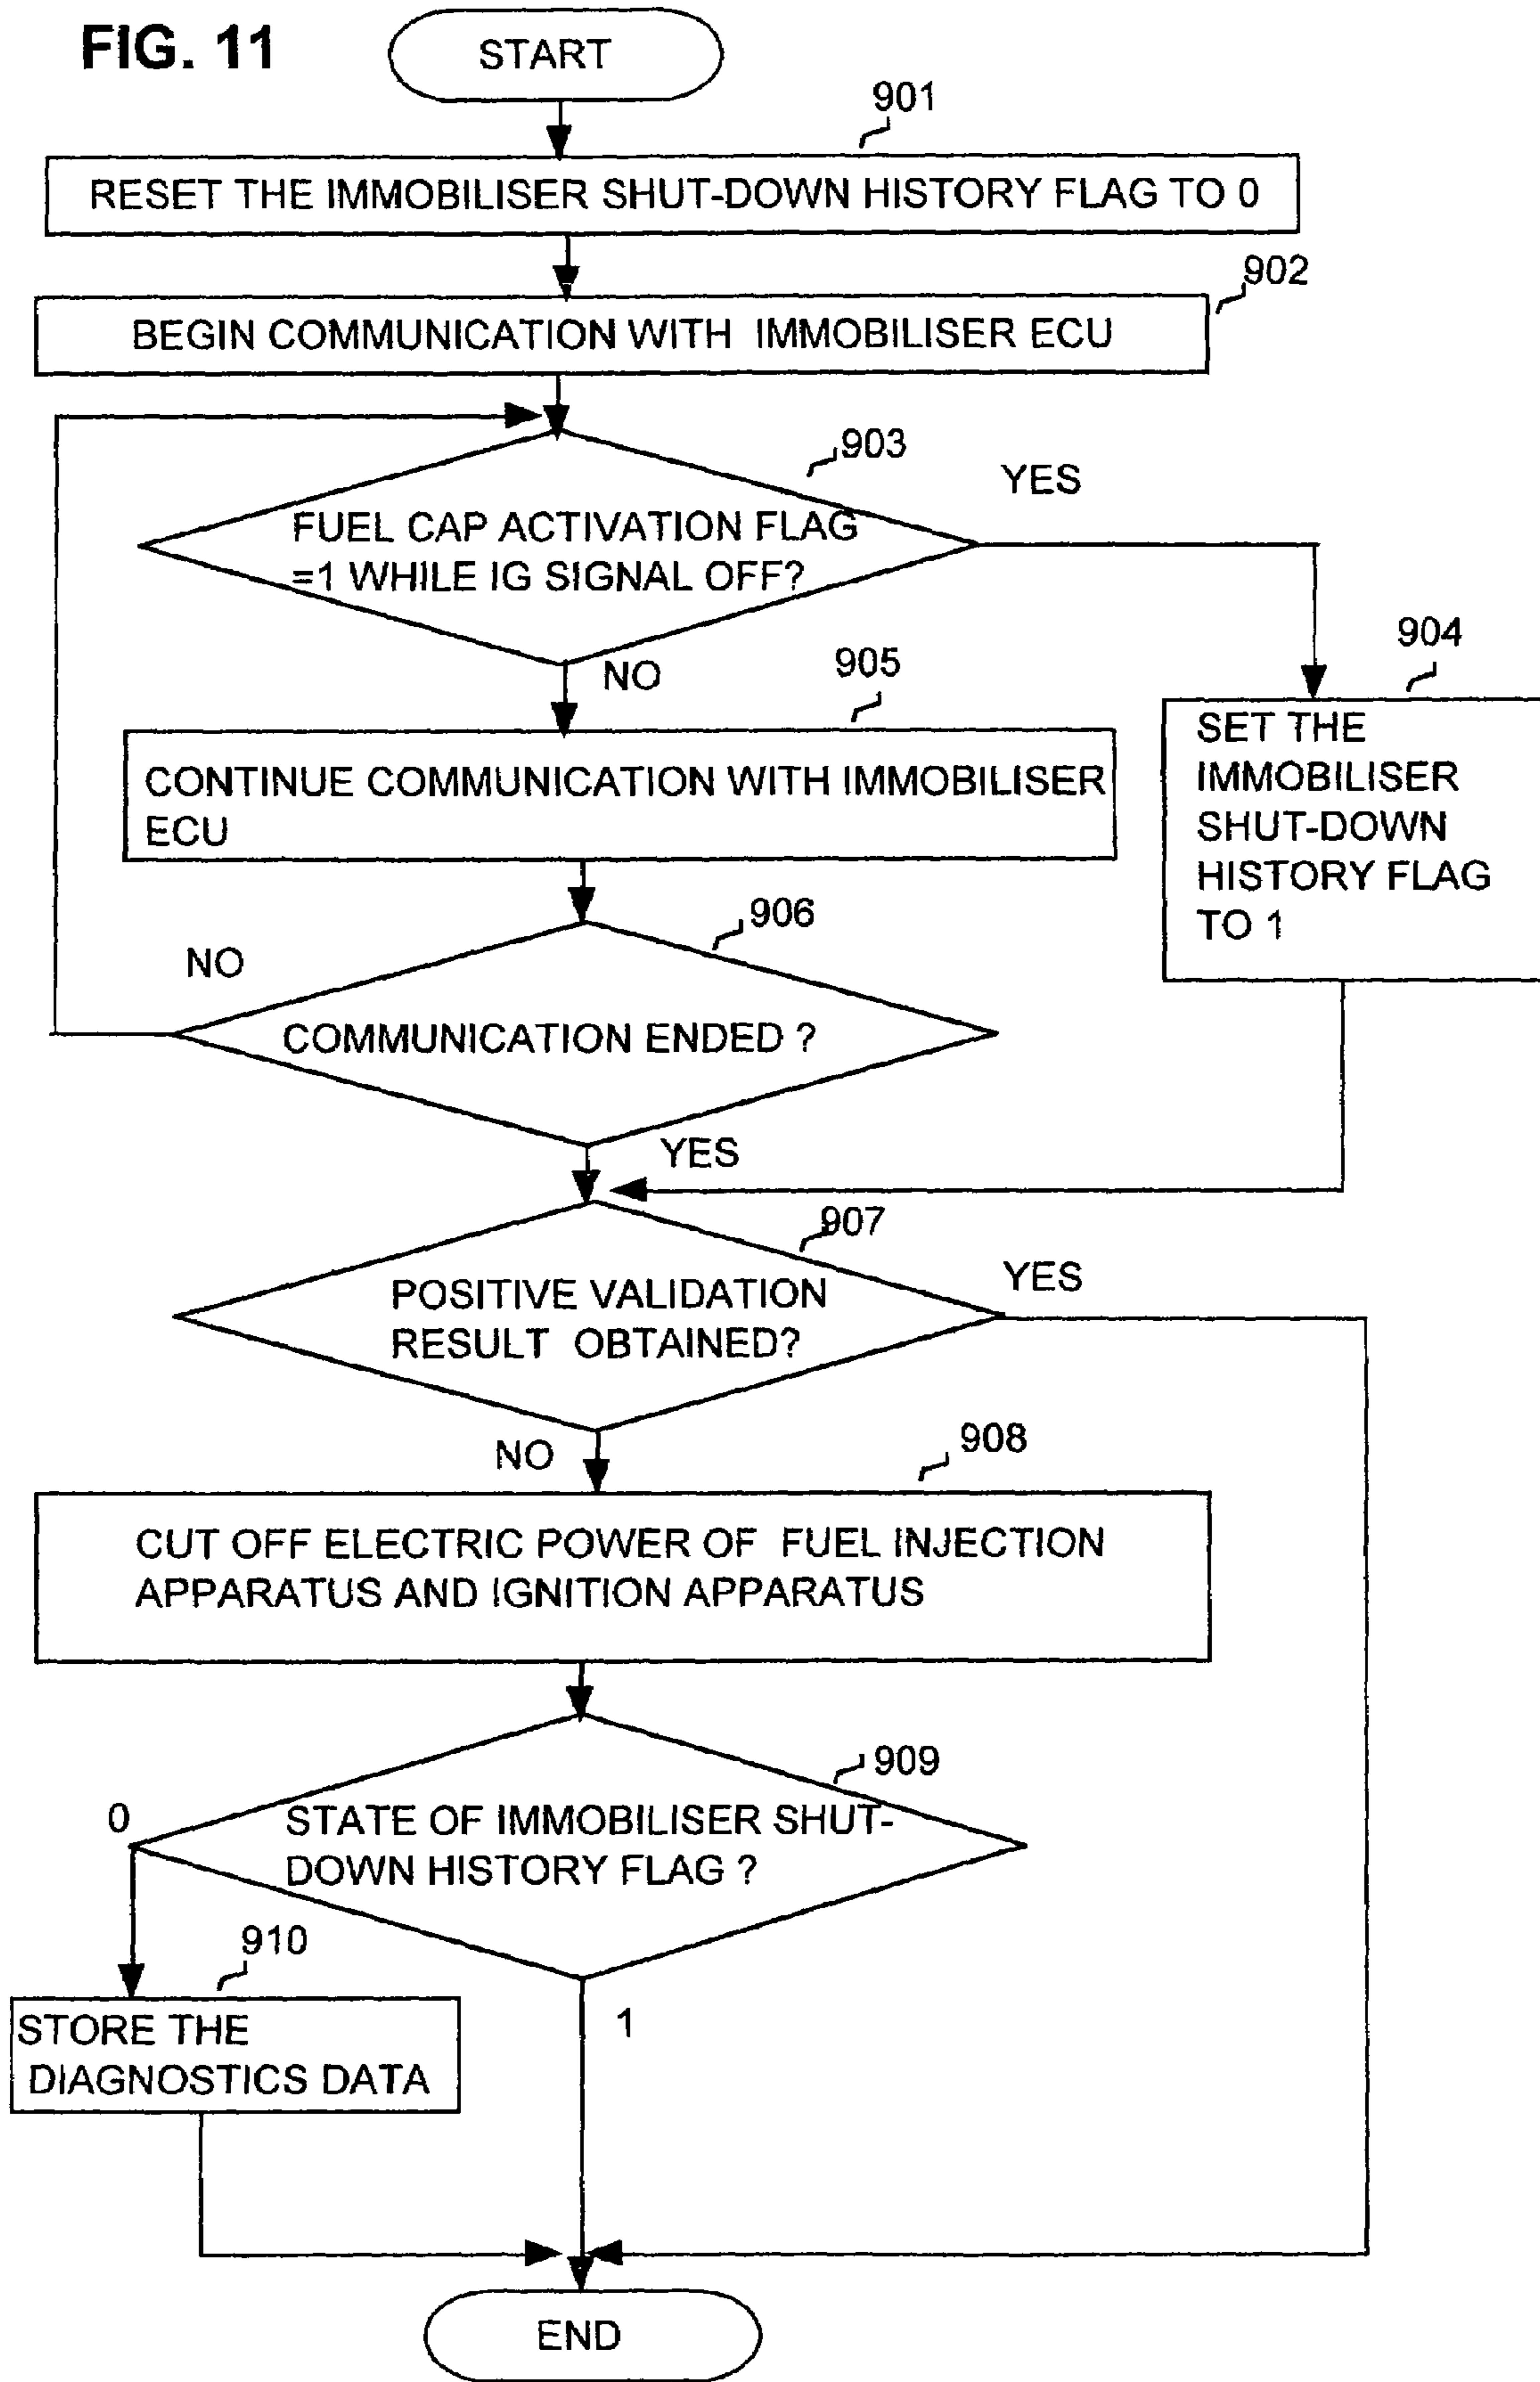 FIG. 11
START
901
RESET THE IMMOBILISER SHUT-DOWN HISTORY FLAG TO 0
902
BEGIN COMMUNICATION WITH IMMOBILISER ECU
903
YES
FUEL CAP ACTIVATION FLAG
=1 WHILE IG SIGNAL OFF?
904
NO
905
SET THE
IMMOBILISER
SHUT-DOWN
HISTORY FLAG
TO 1
CONTINUE COMMUNICATION WITH IMMOBILISER
ECU
906
NO
COMMUNICATION ENDED ?
YES
907
YES
POSITIVE VALIDATION
RESULT OBTAINED?
NO
908
CUT OFF ELECTRIC POWER OF FUEL INJECTION
APPARATUS AND IGNITION APPARATUS
909
0
STATE OF IMMOBILISER SHUT-
DOWN HISTORY FLAG ?
910
1
STORE THE
DIAGNOSTICS DATA
END